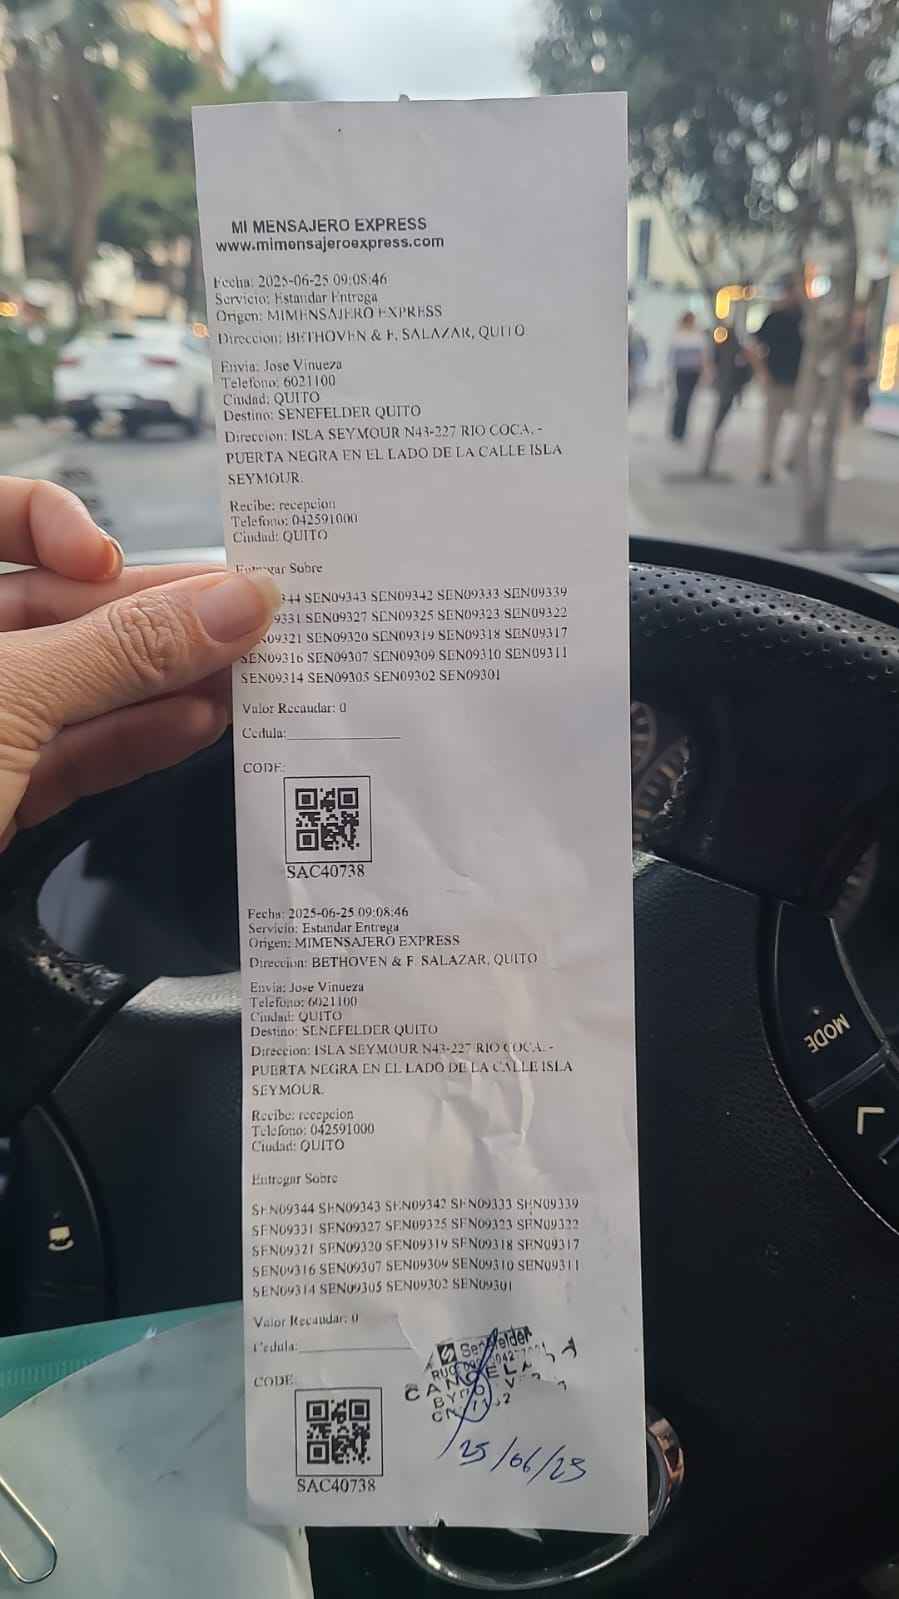 MI MENSAJERO EXPRESS
www.mimensajeroexpress.com
Fecha: 2025-06-25 09:08:46
Servicio: Estandar Entrega
Origen: MIMENSAJERO EXPRESS
Direccion: BETHOVEN & F. SALAZAR, QUITO
Envia: Jose Vinueza
Telefono: 6021100
Ciudad: QUITO
Destino: SENEFELDER QUITO
Direccion: ISLA SEYMOUR N43-227 RIO COCA. -
PUERTA NEGRA EN EL LADO DE LA CALLE ISLA
SEYMOUR.
Recibe: recepcion
Telefono: 042591000
Ciudad: QUITO
Entregar Sobre
344 SEN09343 SEN09342 SEN09333 SEN09339
9331 SEN09327 SEN09325 SEN09323 SEN09322
N09321 SEN09320 SEN09319 SEN09318 SEN09317
SEN09316 SEN09307 SEN09309 SEN09310 SEN09311
SEN09314 SEN09305 SEN09302 SEN09301
Valor Recaudar: 0
Cedula:
CODE:
SAC40738
Fecha: 2025-06-25 09:08:46
Servicio: Estandar Entrega
Origen: MIMENSAJERO EXPRESS
Direccion: BETHOVEN & F. SALAZAR, QUITO
Envia: Jose Vinueza
Telefono: 6021100
Ciudad: QUITO
Destino: SENEFELDER QUITO
Direccion: ISLA SEYMOUR N43-227 RIO COCA. -
PUERTA NEGRA EN EL LADO DE LA CALLE ISLA
SEYMOUR.
Recibe: recepcion
Telefono: 042591000
Ciudad: QUITO
Entregar Sobre
SEN09344 SEN09343 SEN09342 SEN09333 SEN09339
SEN09331 SEN09327 SEN09325 SEN09323 SEN09322
SEN09321 SEN09320 SEN09319 SEN09318 SEN09317
SEN09316 SEN09307 SEN09309 SEN09310 SEN09311
SEN09314 SEN09305 SEN09302 SEN09301
Valor Recaudar: 0
Cedula:
Senefelder
RUC
CODE:
25/06/25
SAC40738
MODE